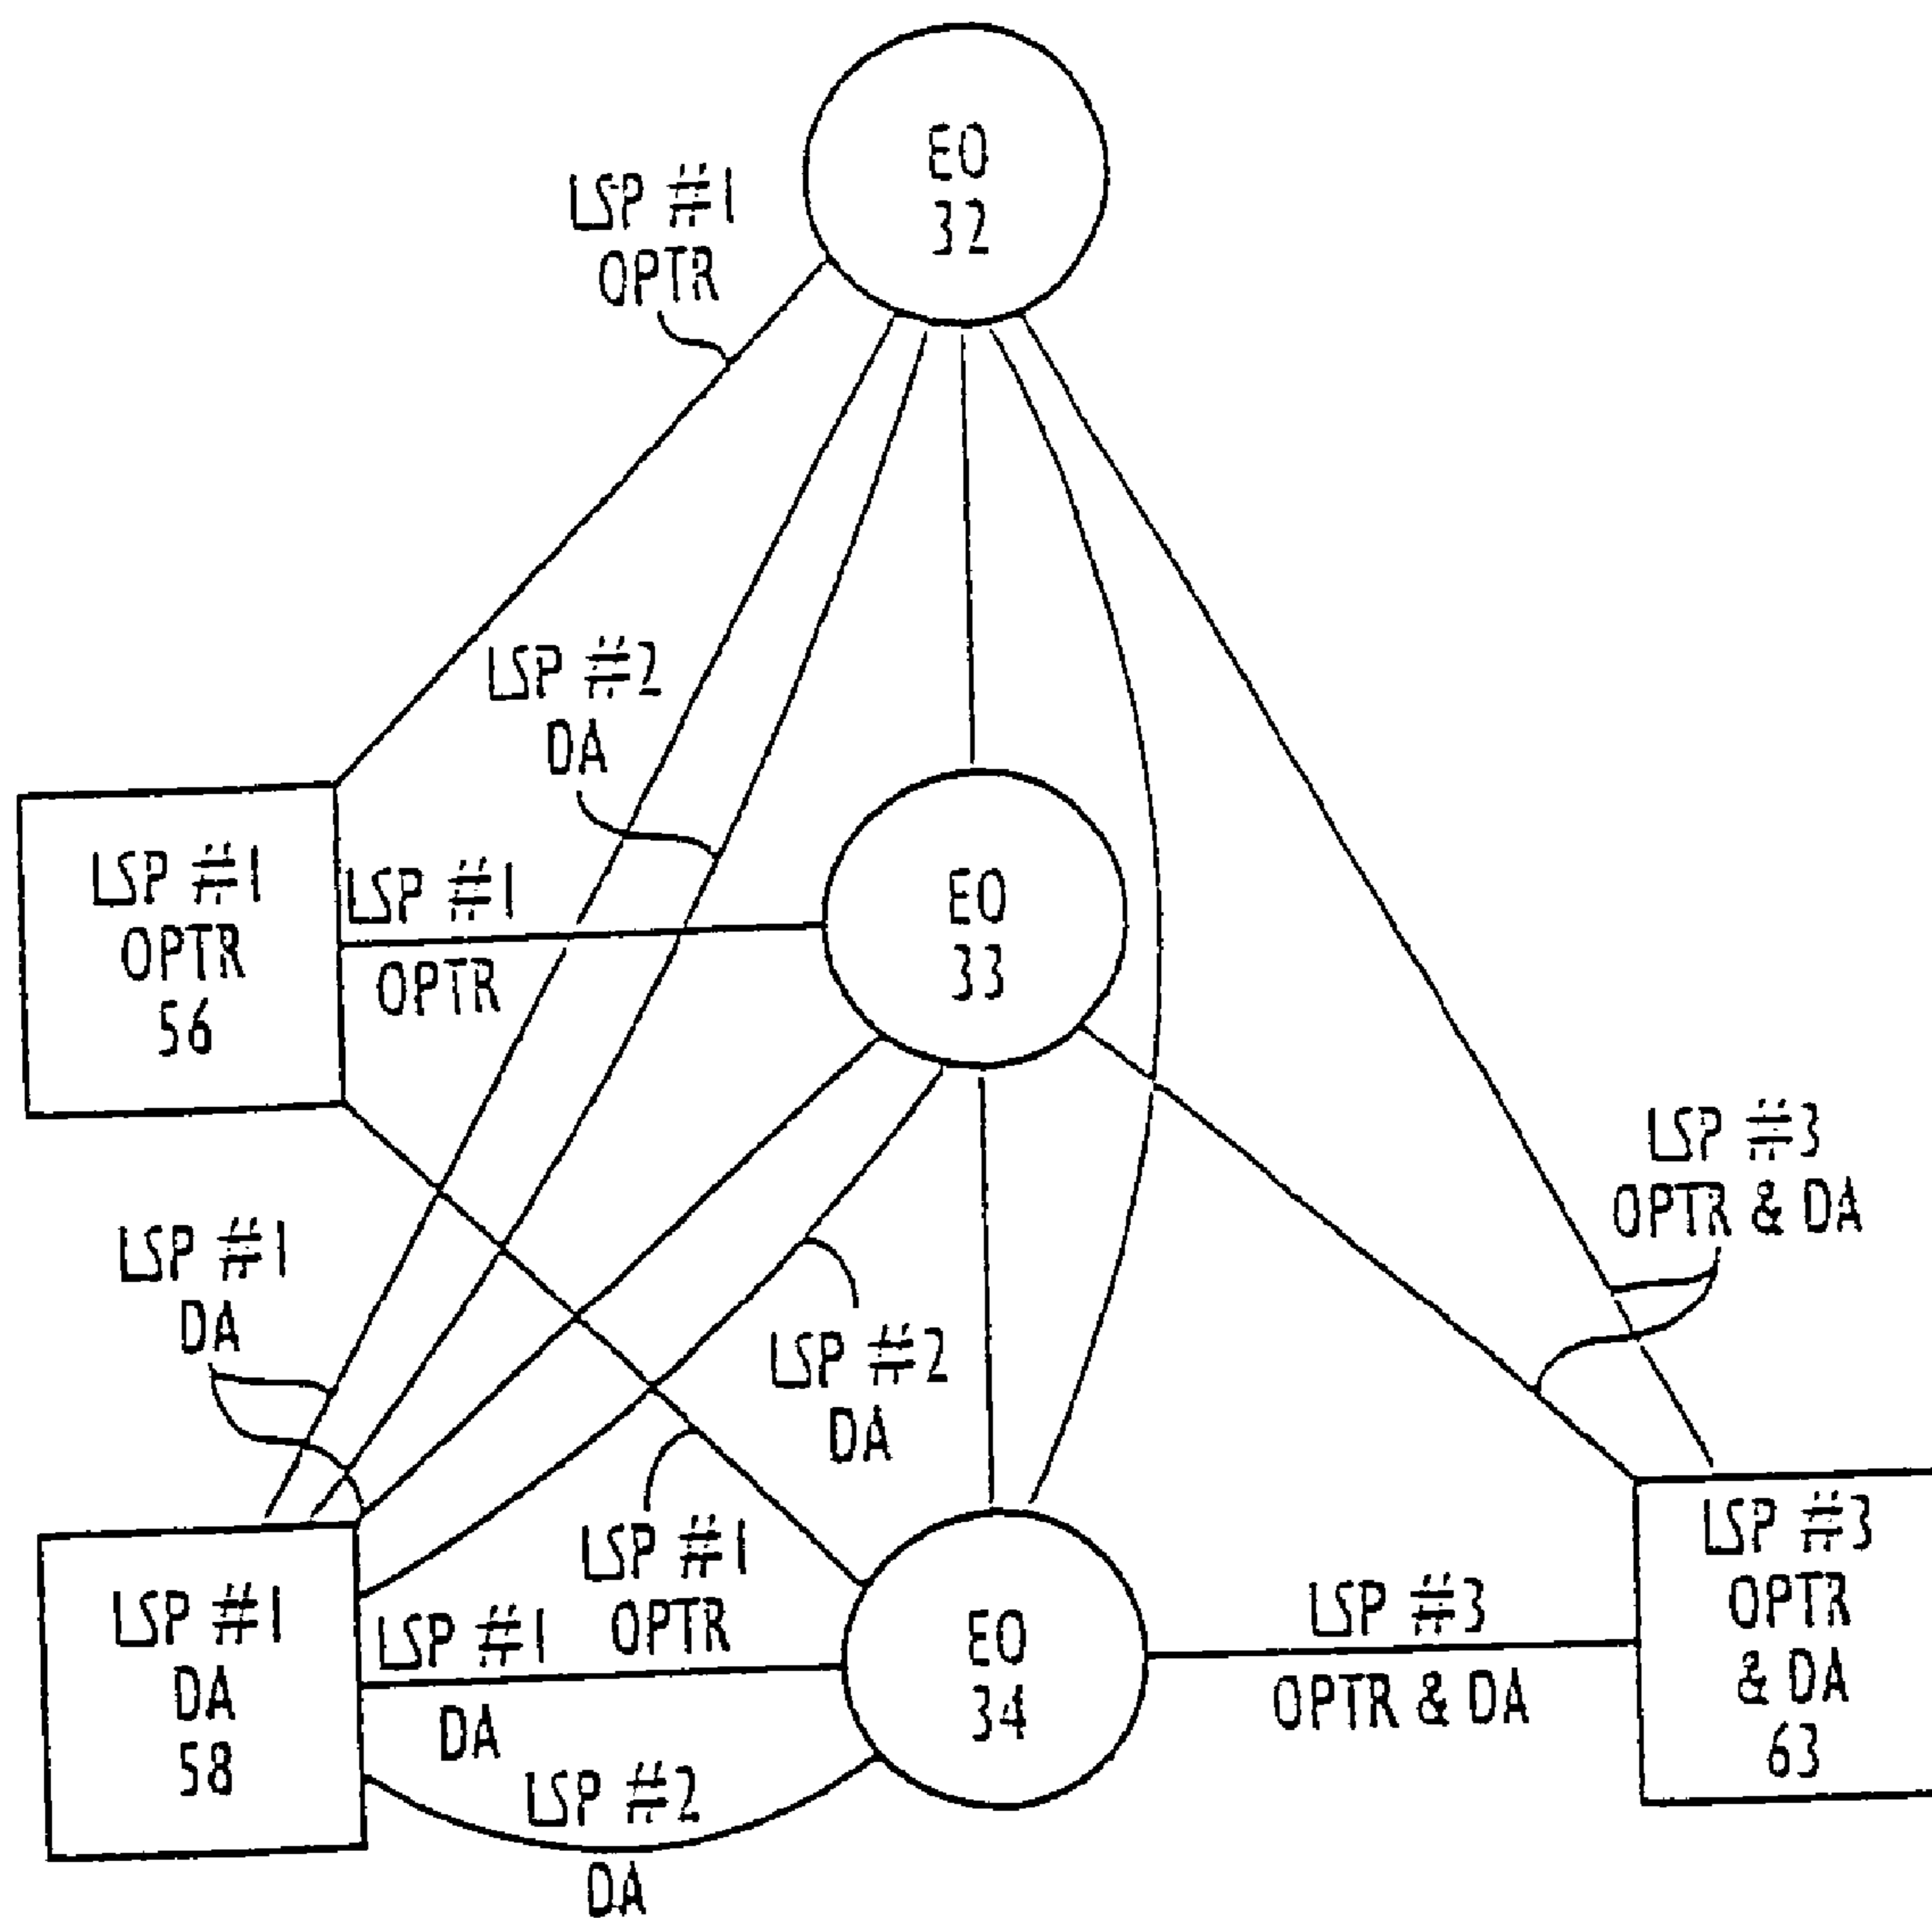 EO
32
LSP #1
OPTR
LSP #2
DA
LSP #1
OPTR
56
LSP #1
OPTR
EO
33
LSP #3
OPTR & DA
LSP #1
DA
LSP #2
DA
LSP #1
OPTR
LSP #1
DA
58
LSP #1
DA
LSP #2
DA
EO
34
LSP #3
OPTR & DA
LSP #3
OPTR
& DA
63